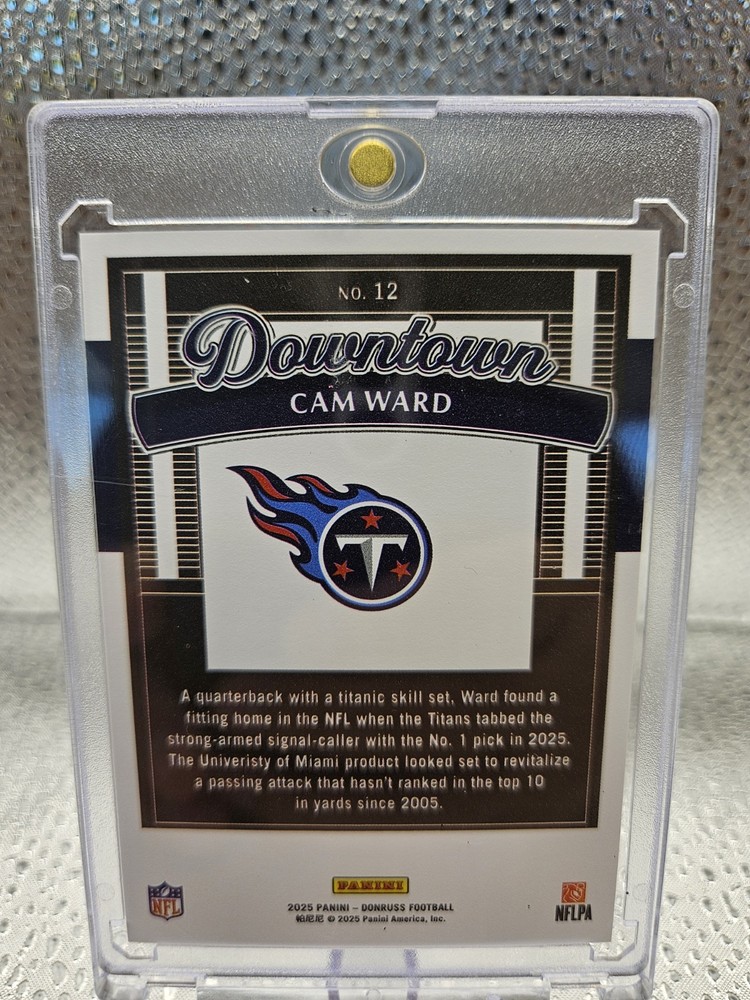 NO. 12
Downtown
CAM WARD
T
A quarterback with a titanic skill set, Ward found a
fitting home in the NFL when the Titans tabbed the
strong-armed signal-caller with the No. 1 pick in 2025.
The Univeristy of Miami product looked set to revitalize
a passing attack that hasn't ranked in the top 10
in yards since 2005.
PANINI
NFL
2025 PANINI – DONRUSS FOOTBALL
帕尼尼 © 2025 Panini America, Inc.
NFLPA